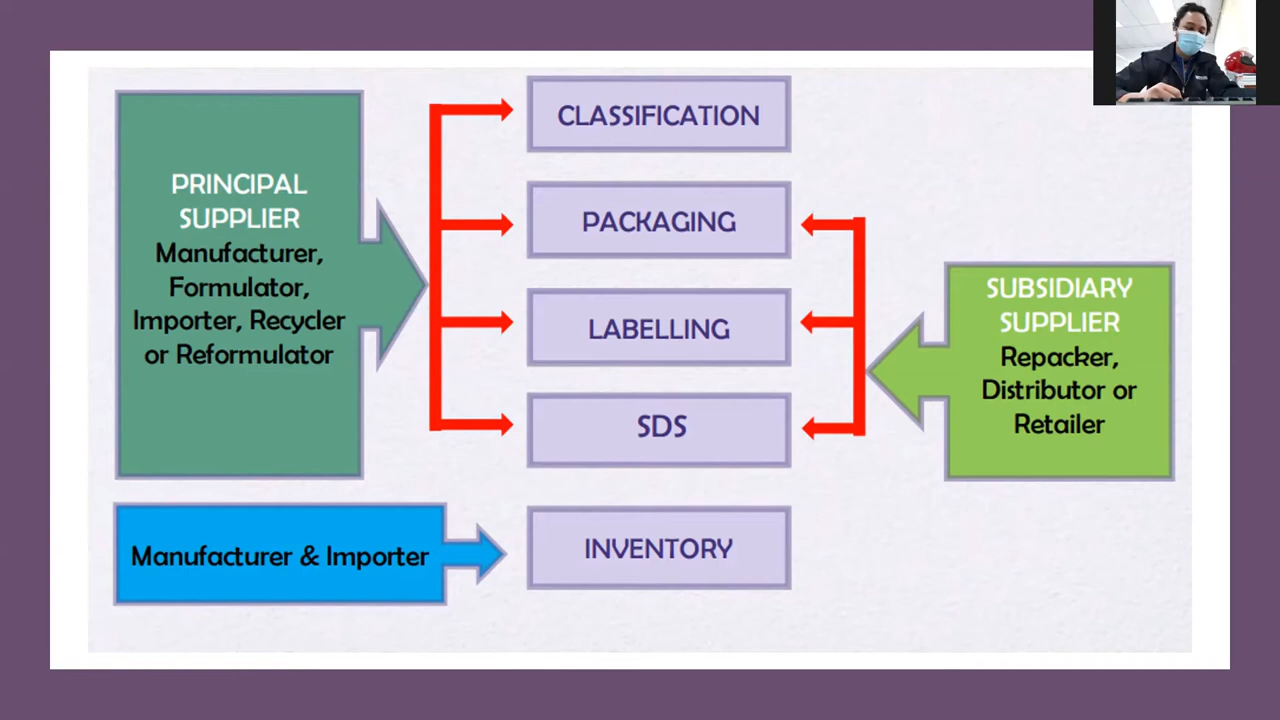 PRINCIPAL
SUPPLIER
Manufacturer,
Formulator,
Importer, Recycler
or Reformulator
CLASSIFICATION
PACKAGING
LABELLING
SDS
SUBSIDIARY
SUPPLIER
Repacker,
Distributor or
Retailer
Manufacturer & Importer
INVENTORY